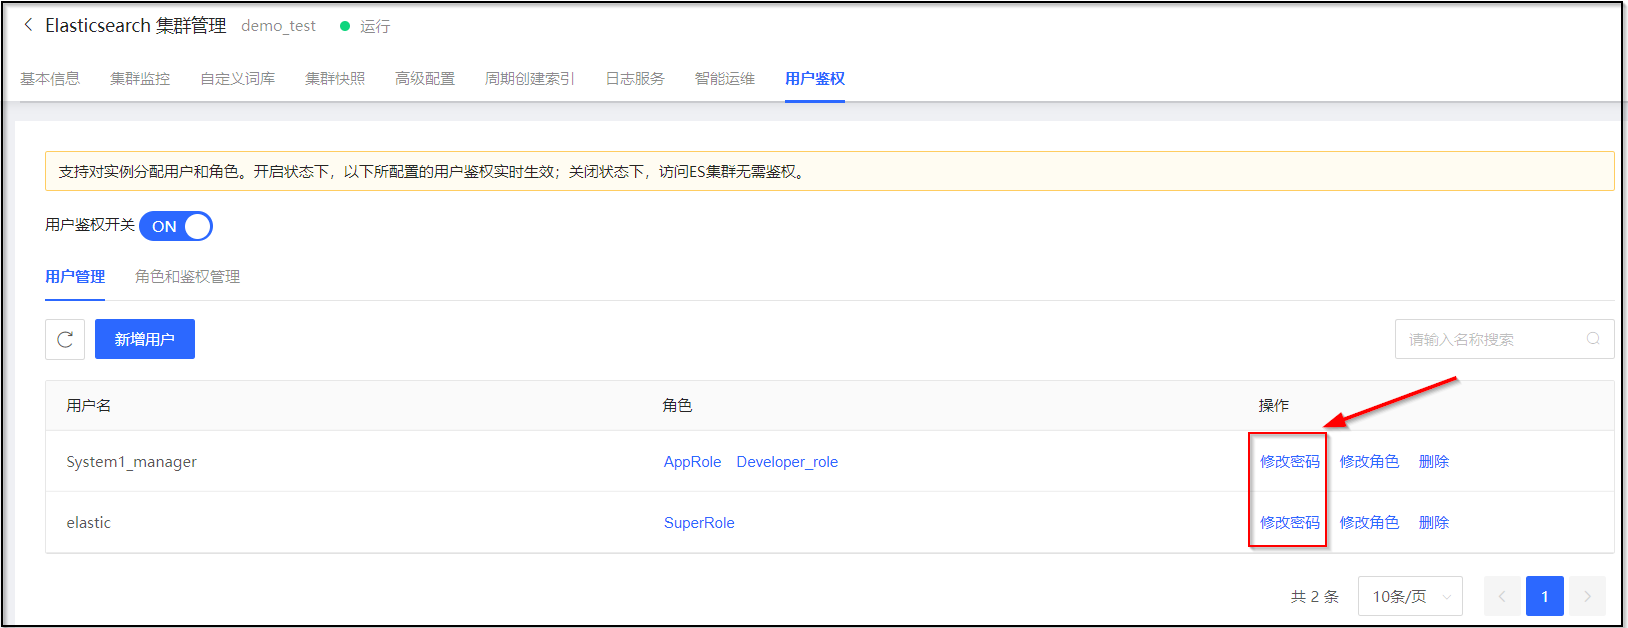 Elasticsearch 集群管理 demo_test 运行
基本信息 集群监控 自定义词库 集群快照 高级配置 周期创建索引 日志服务 智能运维 用户鉴权
支持对实例分配用户和角色。开启状态下，以下所配置的用户鉴权实时生效；关闭状态下，访问ES集群无需鉴权。
用户鉴权开关 ON
用户管理 角色和鉴权管理
新增用户 请输入名称搜索
用户名 角色 操作
System1_manager AppRole Developer_role 修改密码 修改角色 删除
elastic SuperRole 修改密码 修改角色 删除
共 2 条 10条/页 1